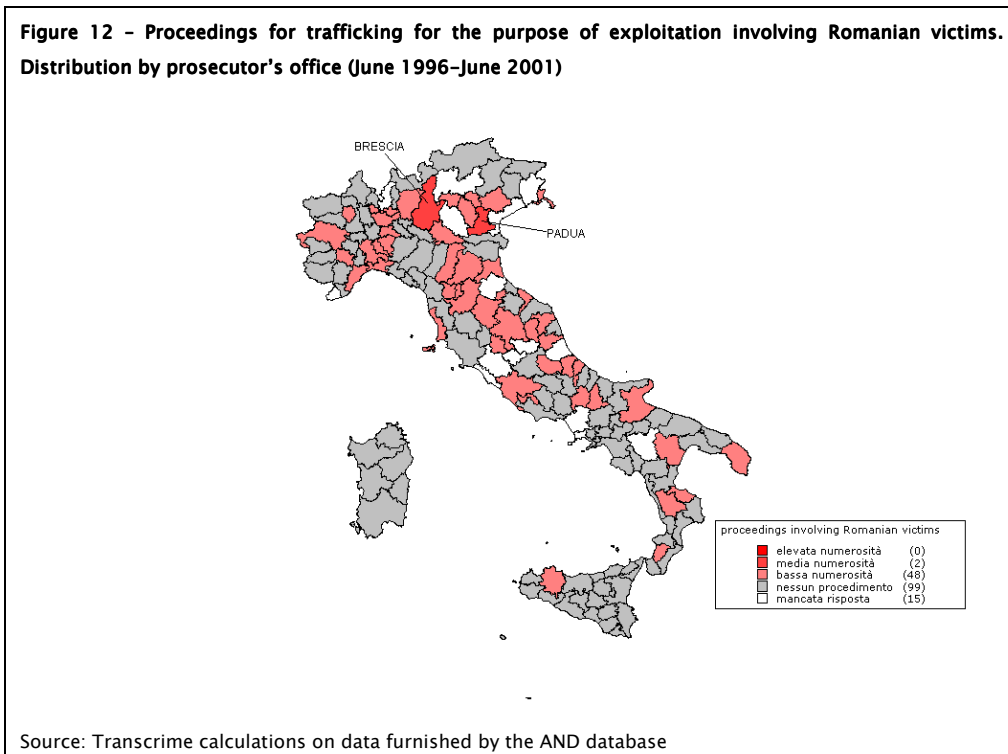 Figure 12 – Proceedings for trafficking for the purpose of exploitation involving Romanian victims.
Distribution by prosecutor's office (June 1996–June 2001)
BRESCIA
PADUA
proceedings involving Romanian victims
elevata numerosità (0)
media numerosità (2)
bassa numerosità (48)
nessun procedimento (99)
mancata risposta (15)
Source: Transcrime calculations on data furnished by the AND database